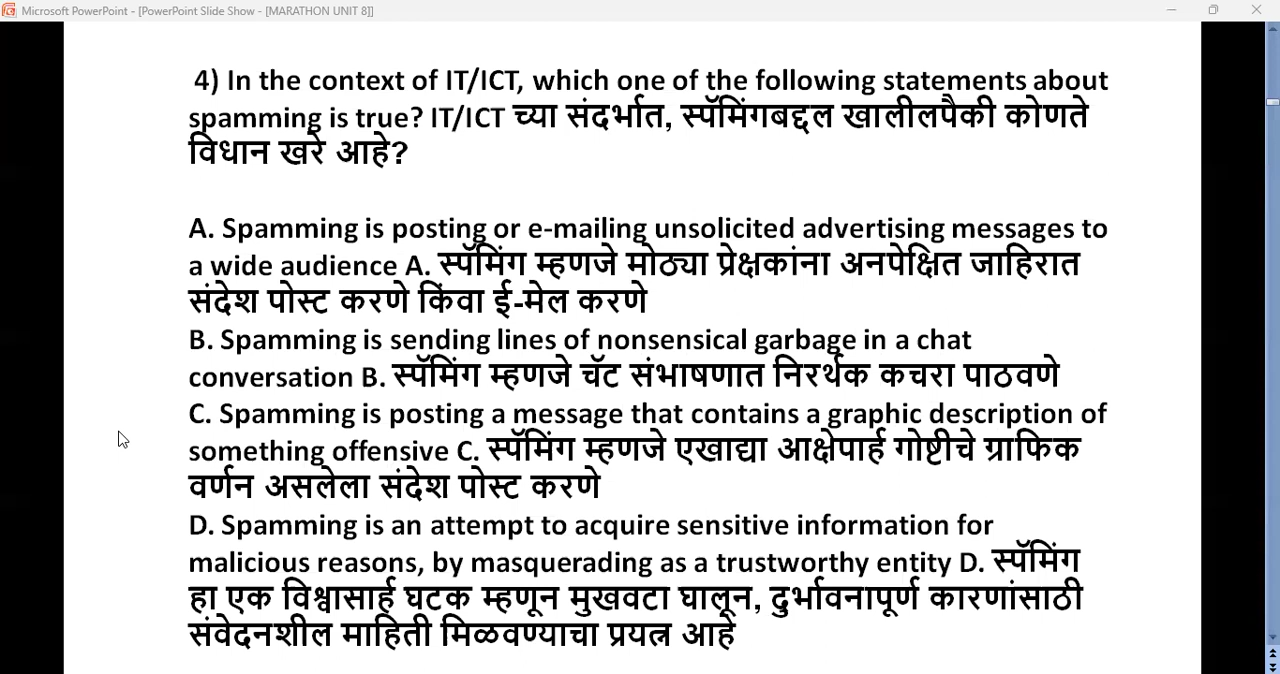 Microsoft PowerPoint - [PowerPoint Slide Show - [MARATHON UNIT 8]]
4) In the context of IT/ICT, which one of the following statements about
spamming is true? IT/ICT च्या संदर्भात, स्पॅमिंगबद्दल खालीलपैकी कोणते
विधान खरे आहे?
A. Spamming is posting or e-mailing unsolicited advertising messages to
a wide audience A. स्पॅमिंग म्हणजे मोठ्या प्रेक्षकांना अनपेक्षित जाहिरात
संदेश पोस्ट करणे किंवा ई-मेल करणे
B. Spamming is sending lines of nonsensical garbage in a chat
conversation B. स्पॅमिंग म्हणजे चॅट संभाषणात निरर्थक कचरा पाठवणे
C. Spamming is posting a message that contains a graphic description of
something offensive C. स्पॅमिंग म्हणजे एखाद्या आक्षेपार्ह गोष्टीचे ग्राफिक
वर्णन असलेला संदेश पोस्ट करणे
D. Spamming is an attempt to acquire sensitive information for
malicious reasons, by masquerading as a trustworthy entity D. स्पॅमिंग
हा एक विश्वासार्ह घटक म्हणून मुखवटा घालून, दुर्भावनापूर्ण कारणांसाठी
संवेदनशील माहिती मिळवण्याचा प्रयत्न आहे